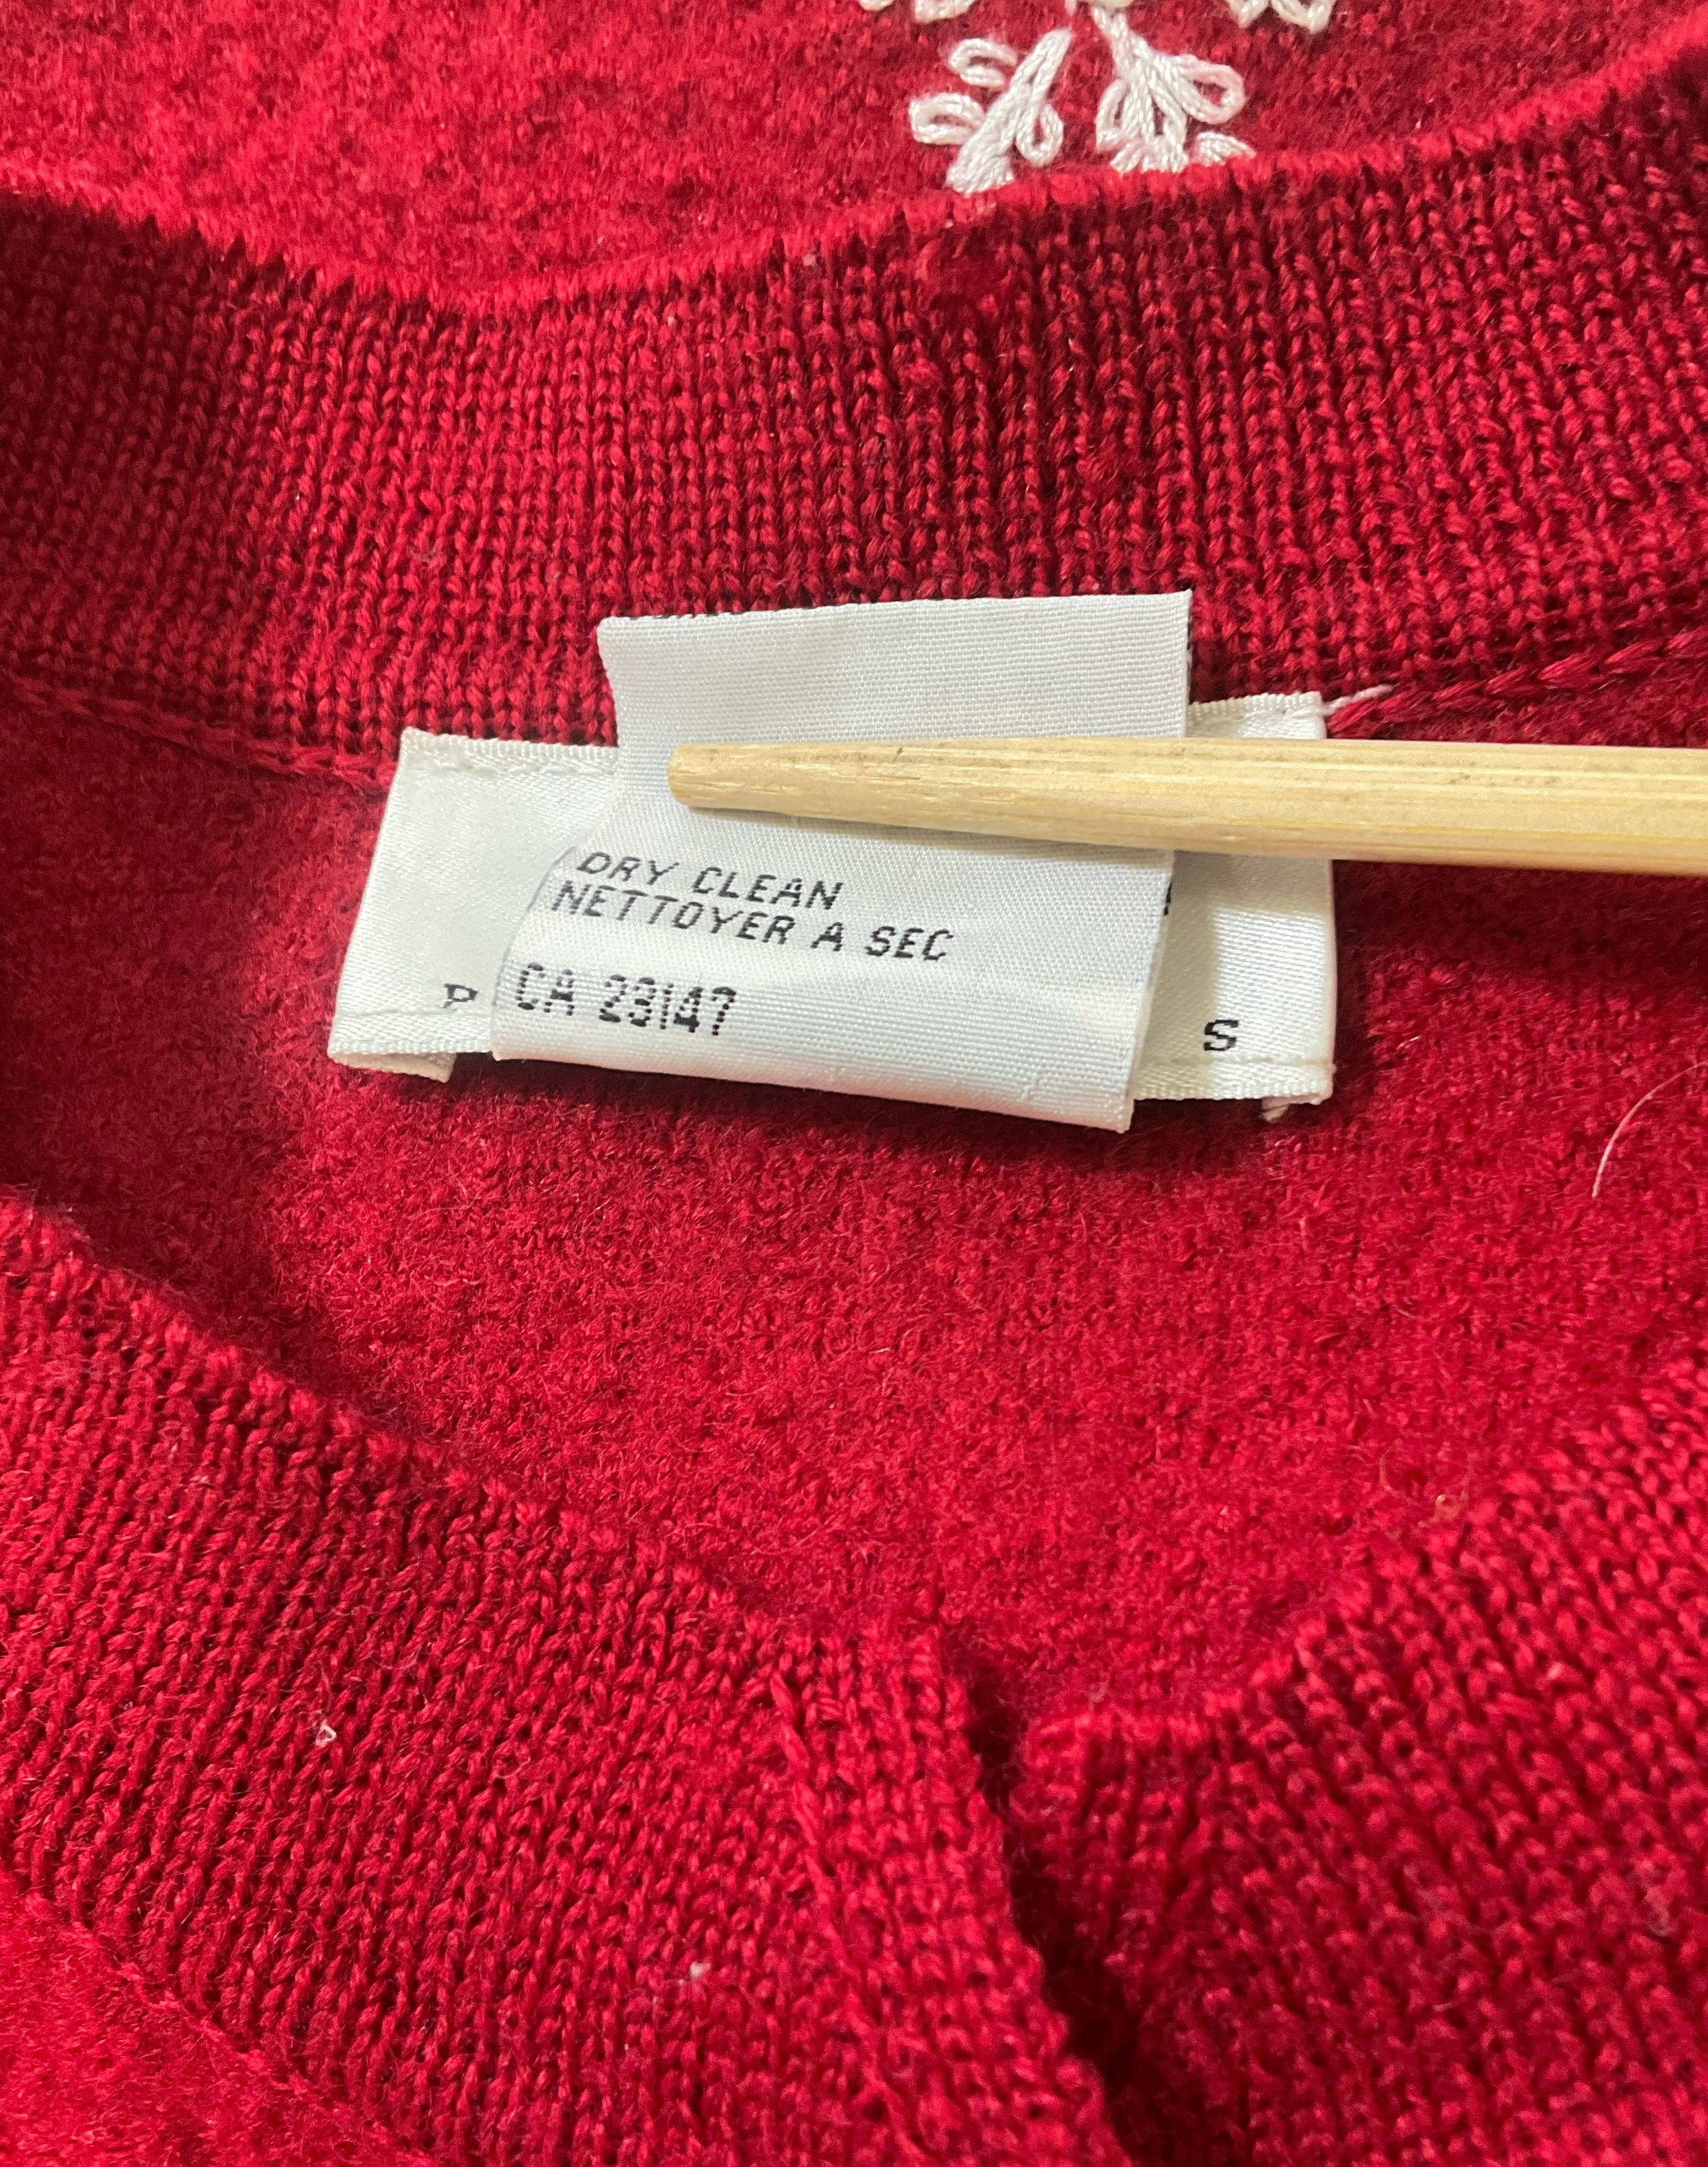 DRY CLEAN
NETTOYER A SEC
CA 23147
P
S